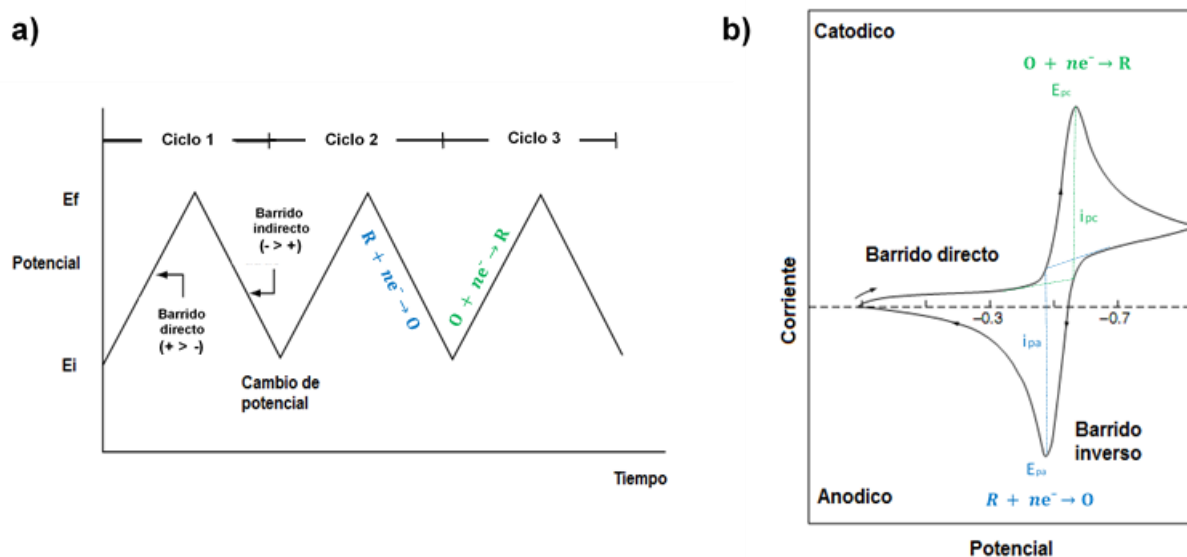 a)
Ciclo 1
Ciclo 2
Ciclo 3
Ef
Potencial
Ei
Barrido
directo
(+ > -)
Barrido
indirecto
(- > +)
R + ne⁻ → O
O + ne⁻ → R
Cambio de
potencial
Tiempo
b)
Catodico
O + ne⁻ → R
Epc
ipc
Barrido directo
Corriente
-0.3
-0.7
ipa
Barrido
inverso
Epa
Anodico
R + ne⁻ → O
Potencial